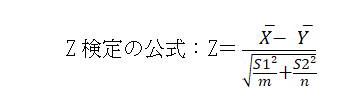 Z検定の公式：Z= (X̄ − Ȳ) / √(S1²/m + S2²/n)